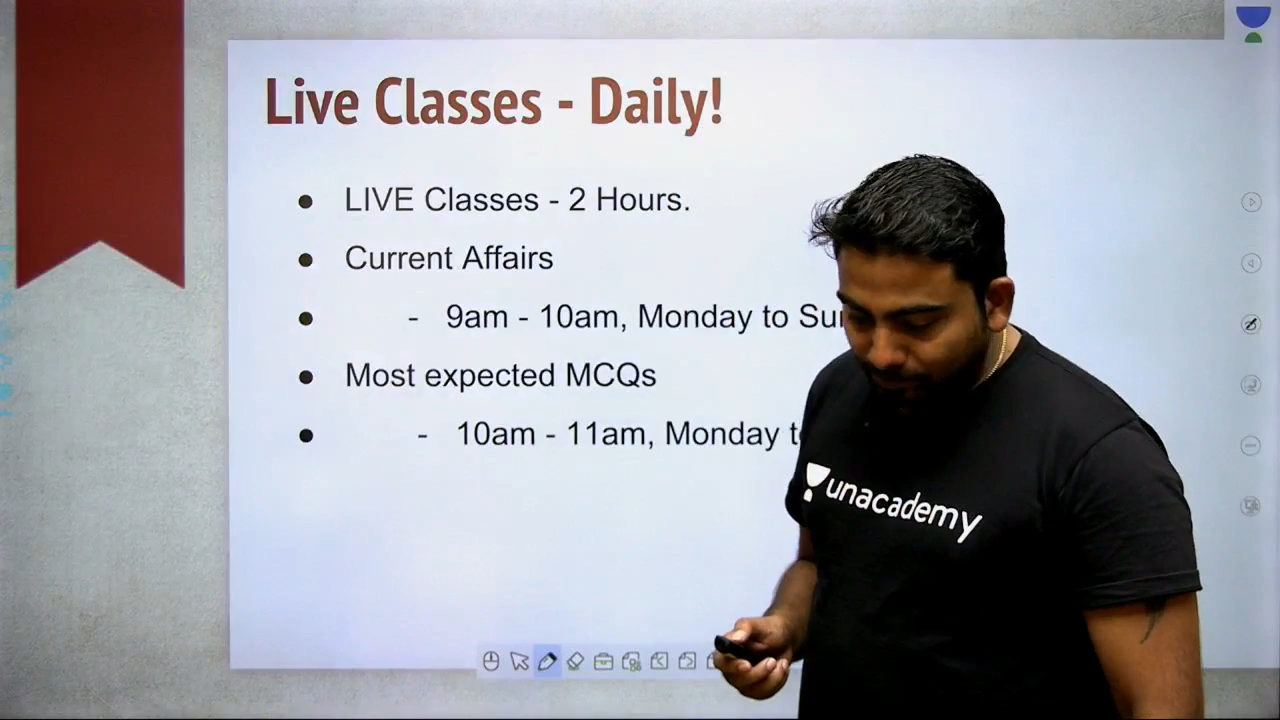 Live Classes - Daily!
● LIVE Classes - 2 Hours.
● Current Affairs
● - 9am - 10am, Monday to
● Most expected MCQs
● - 10am - 11am, Monday
unacademy